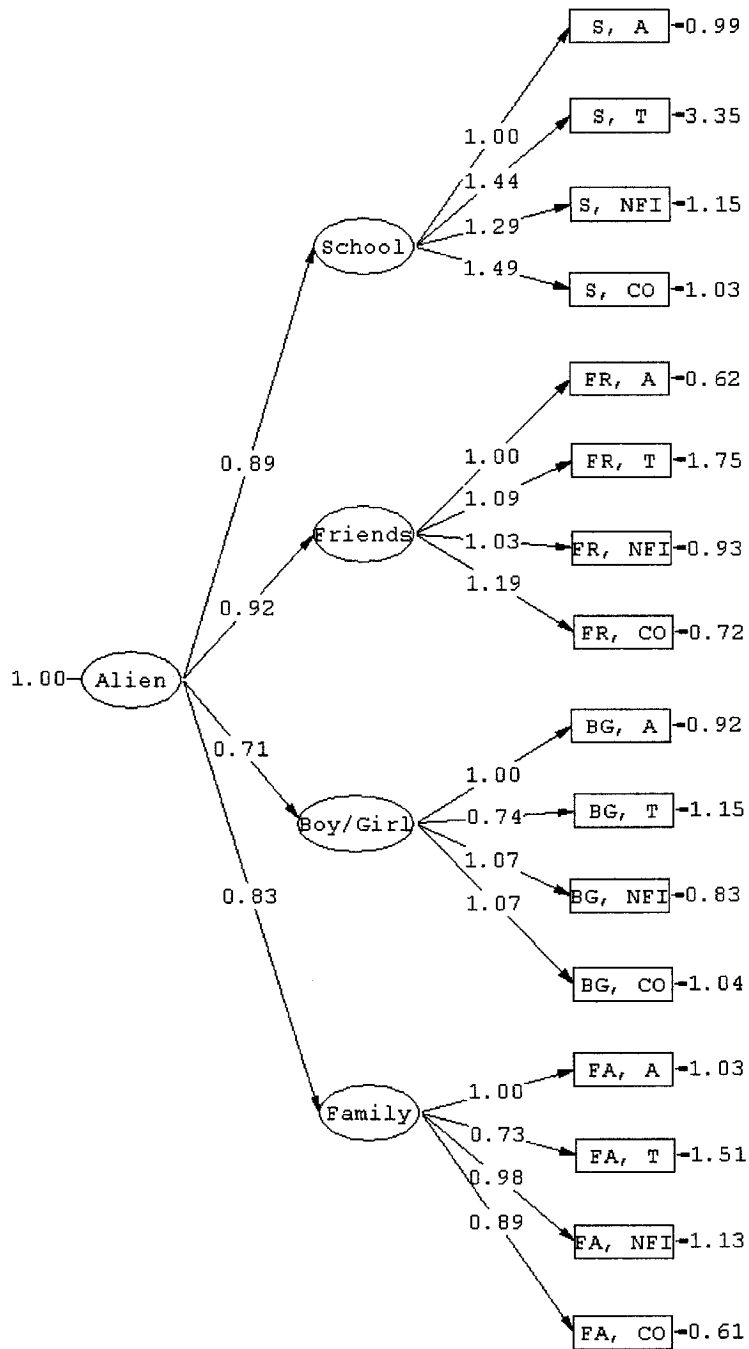 S, A 0.99
1.00
S, T 3.35
1.44
S, NFI 1.15
1.29
S, CO 1.03
1.49
School
0.89
FR, A 0.62
1.00
FR, T 1.75
1.09
FR, NFI 0.93
1.03
FR, CO 0.72
1.19
Friends
0.92
1.00 Alien
0.71
BG, A 0.92
1.00
BG, T 1.15
0.74
BG, NFI 0.83
1.07
BG, CO 1.04
1.07
Boy/Girl
0.83
FA, A 1.03
1.00
FA, T 1.51
0.73
FA, NFI 1.13
0.98
FA, CO 0.61
0.89
Family